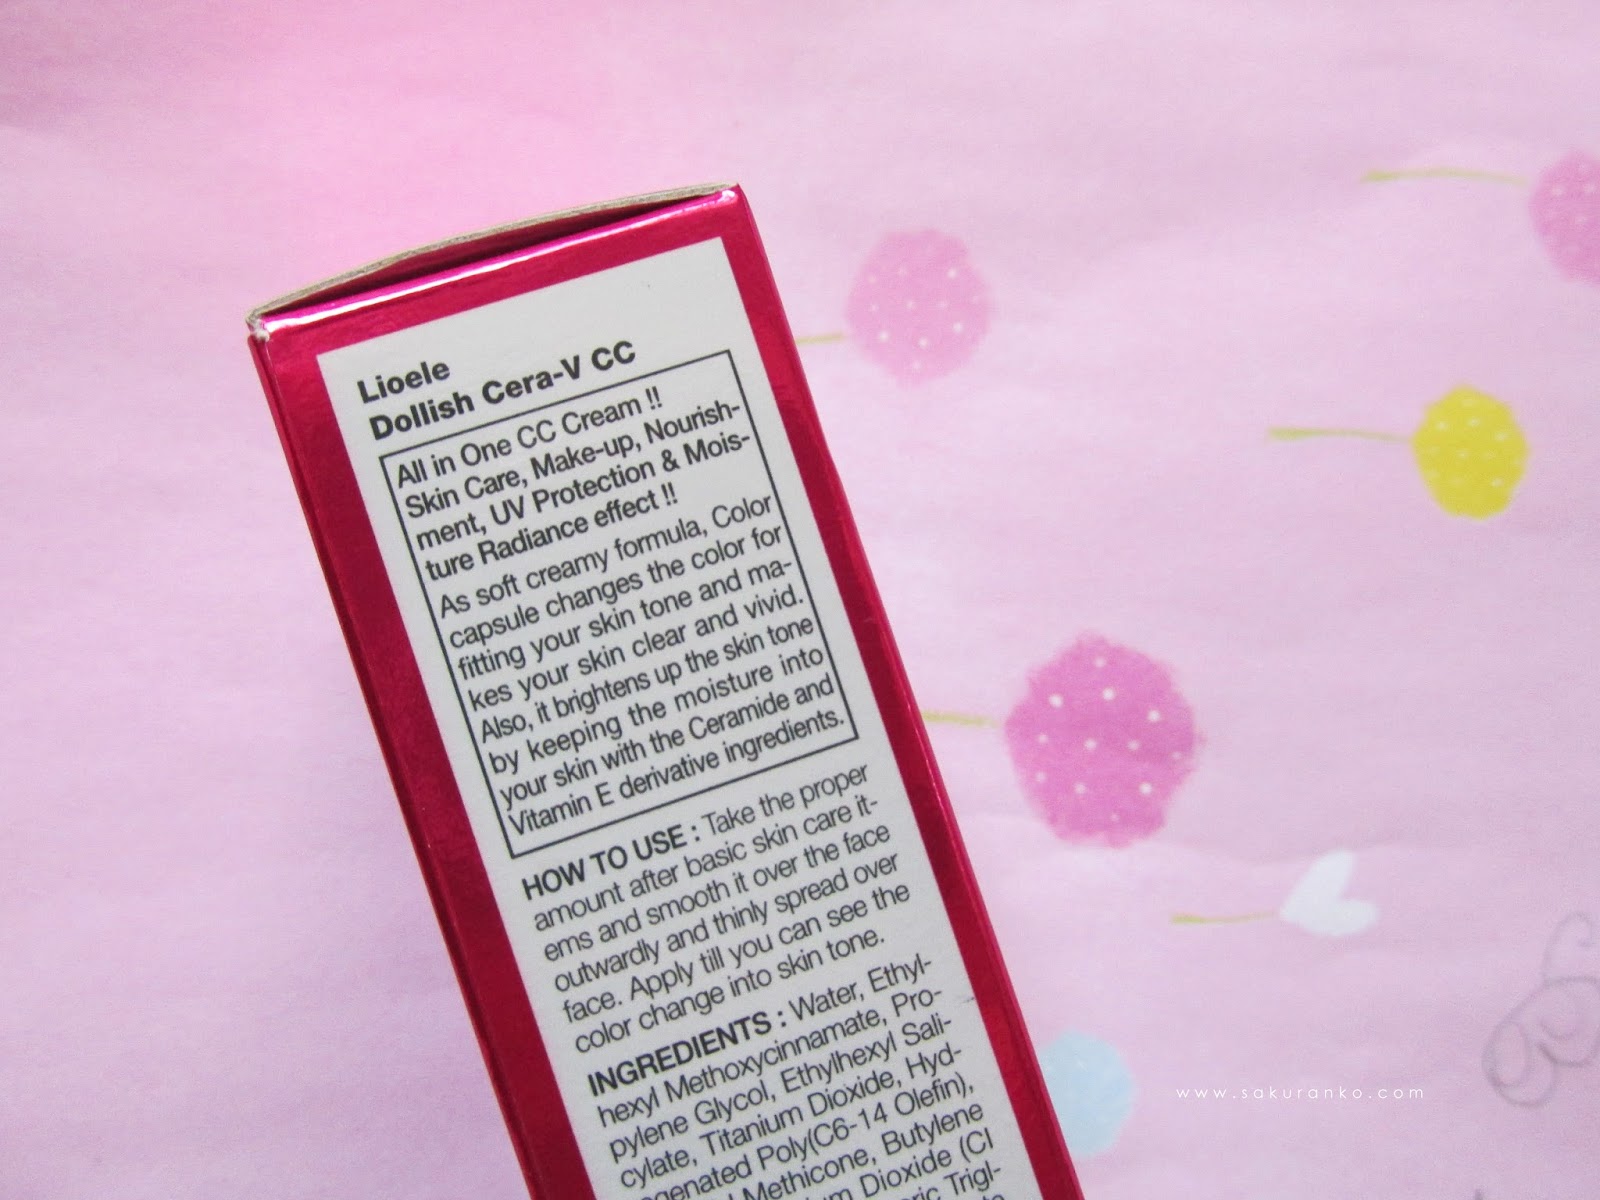 Lioele
Dollish Cera-V CC
All in One CC Cream !!
Skin Care, Make-up, Nourish-
ment, UV Protection & Mois-
ture Radiance effect !!
As soft creamy formula, Color
capsule changes the color for
fitting your skin tone and ma-
kes your skin clear and vivid.
Also, it brightens up the skin tone
by keeping the moisture into
your skin with the Ceramide and
Vitamin E derivative ingredients.
HOW TO USE : Take the proper
amount after basic skin care it-
ems and smooth it over the face
outwardly and thinly spread over
face. Apply till you can see the
color change into skin tone.
INGREDIENTS : Water, Ethyl-
hexyl Methoxycinnamate, Pro-
pylene Glycol, Ethylhexyl Sali-
cylate, Titanium Dioxide, Hyd-
ogenated Poly(C6-14 Olefin),
Methicone, Butylene
Dioxide (CI
Trigl-
www.sakuranko.com